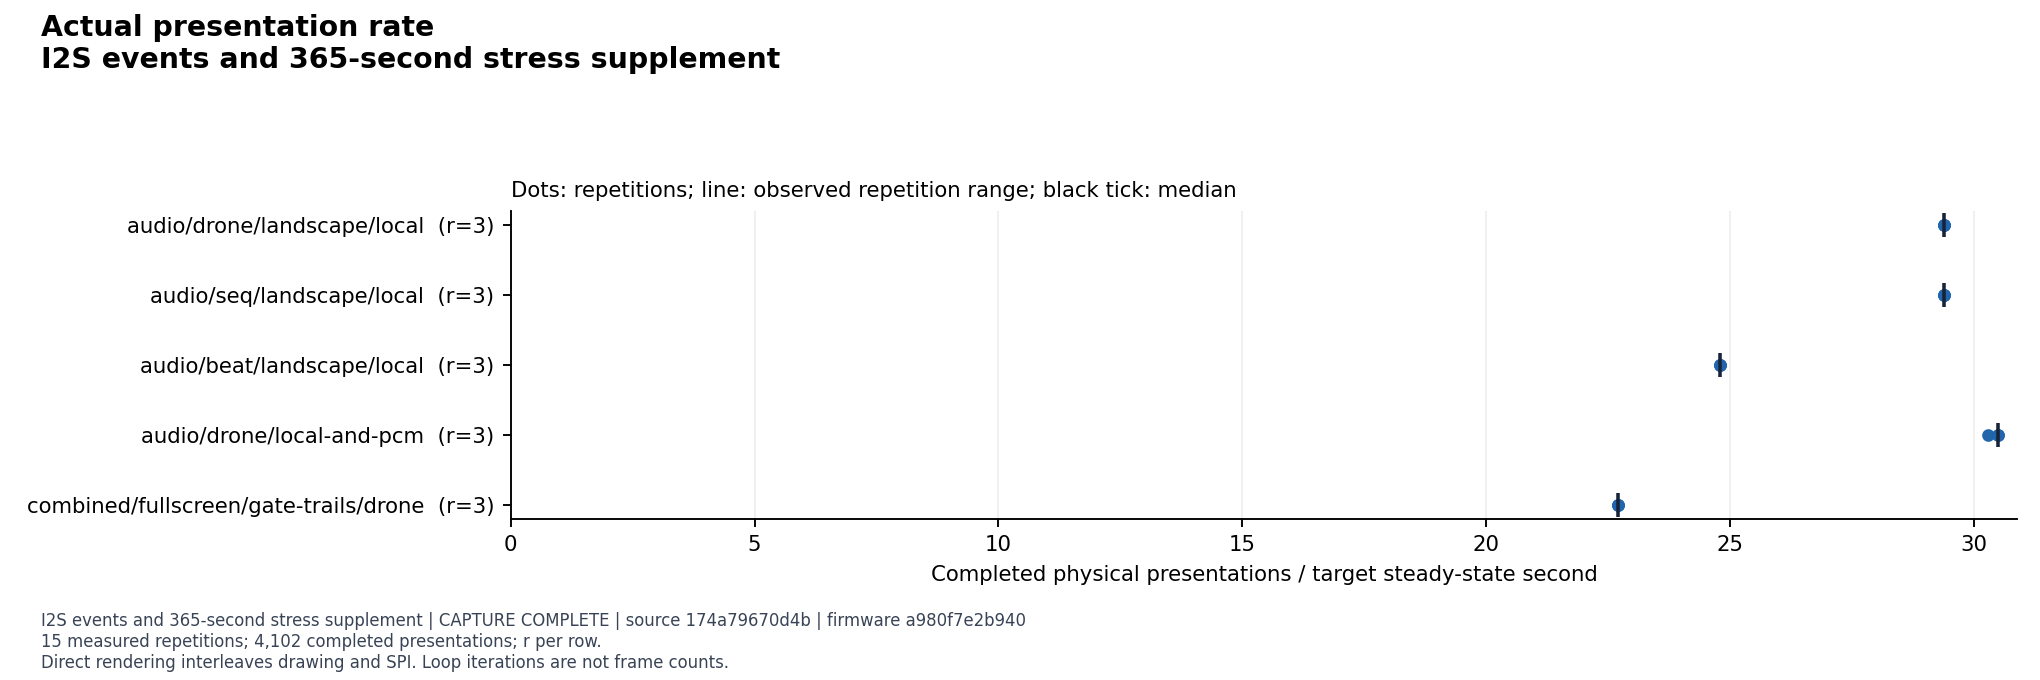 Actual presentation rate
I2S events and 365-second stress supplement
Dots: repetitions; line: observed repetition range; black tick: median
audio/drone/landscape/local (r=3)
audio/seq/landscape/local (r=3)
audio/beat/landscape/local (r=3)
audio/drone/local-and-pcm (r=3)
combined/fullscreen/gate-trails/drone (r=3)
0 5 10 15 20 25 30
Completed physical presentations / target steady-state second
I2S events and 365-second stress supplement | CAPTURE COMPLETE | source 174a79670d4b | firmware a980f7e2b940
15 measured repetitions; 4,102 completed presentations; r per row.
Direct rendering interleaves drawing and SPI. Loop iterations are not frame counts.